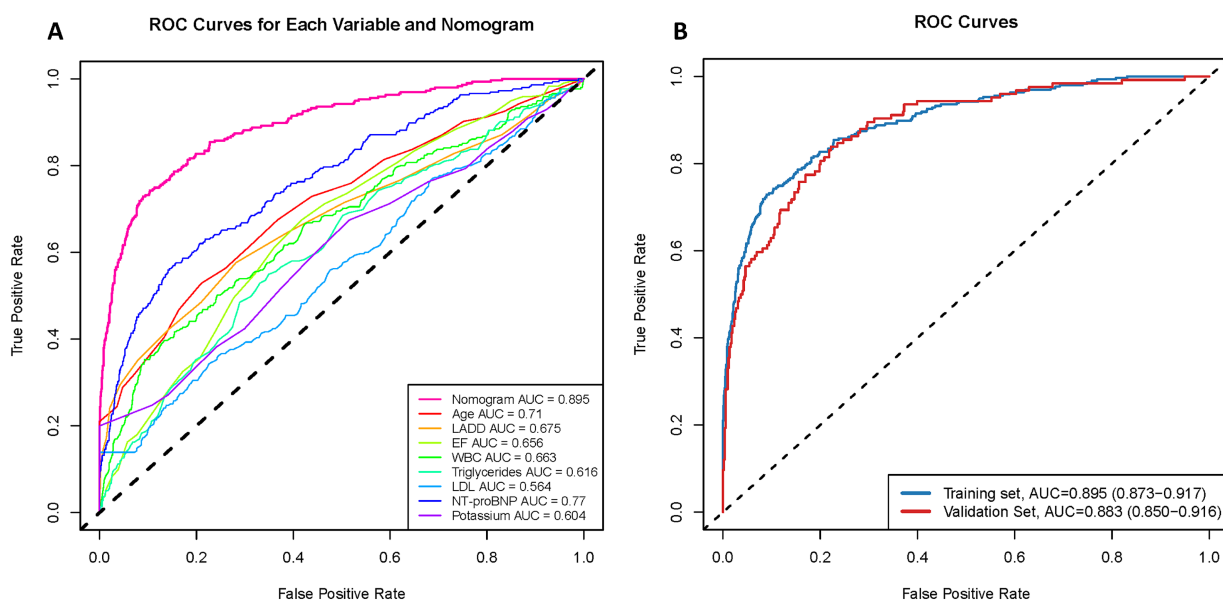 A
ROC Curves for Each Variable and Nomogram
True Positive Rate
1.0
0.8
0.6
0.4
0.2
0.0
Nomogram AUC = 0.895
Age AUC = 0.71
LADD AUC = 0.675
EF AUC = 0.656
WBC AUC = 0.663
Triglycerides AUC = 0.616
LDL AUC = 0.564
NT-proBNP AUC = 0.77
Potassium AUC = 0.604
0.0 0.2 0.4 0.6 0.8 1.0
False Positive Rate
B
ROC Curves
True Positive Rate
1.0
0.8
0.6
0.4
0.2
0.0
Training set, AUC=0.895 (0.873−0.917)
Validation Set, AUC=0.883 (0.850−0.916)
0.0 0.2 0.4 0.6 0.8 1.0
False Positive Rate